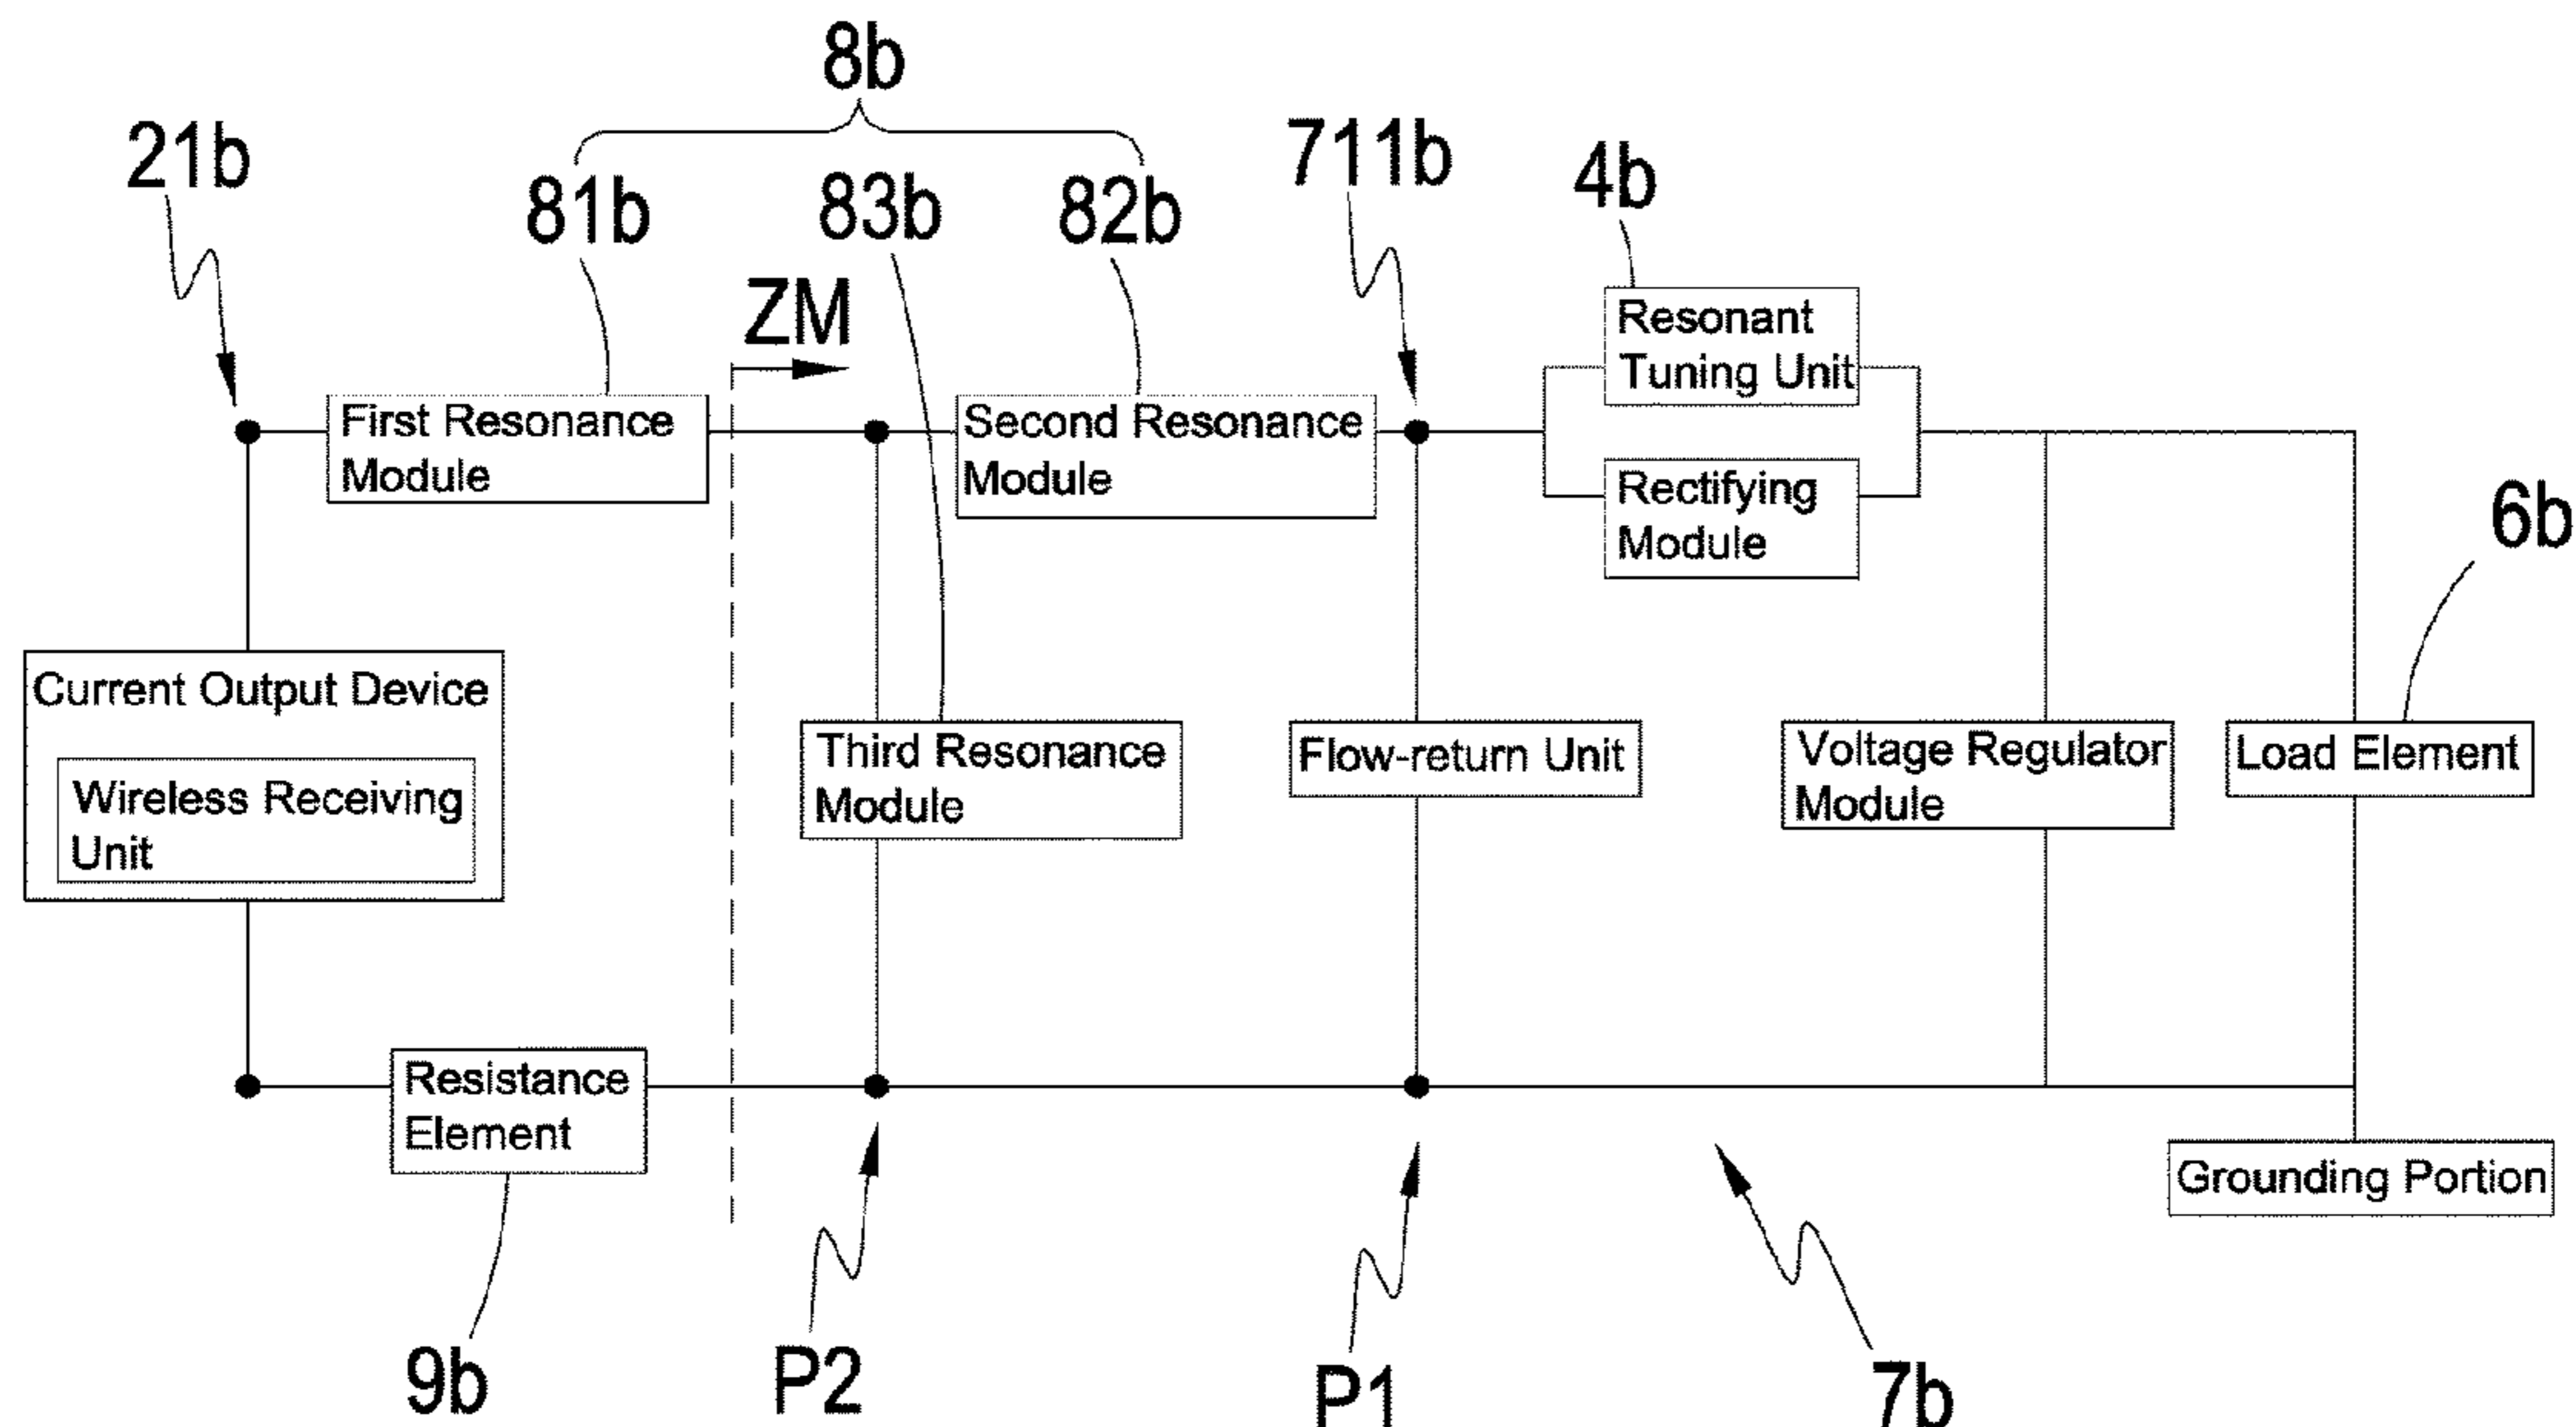 8b
21b
711b
4b
81b
83b
82b
ZM
Resonant
Tuning Unit
First Resonance
Module
Second Resonance
Module
Rectifying
Module
6b
Current Output Device
Wireless Receiving
Unit
Third Resonance
Module
Flow-return Unit
Voltage Regulator
Module
Load Element
Resistance
Element
Grounding Portion
9b
P2
P1
7b